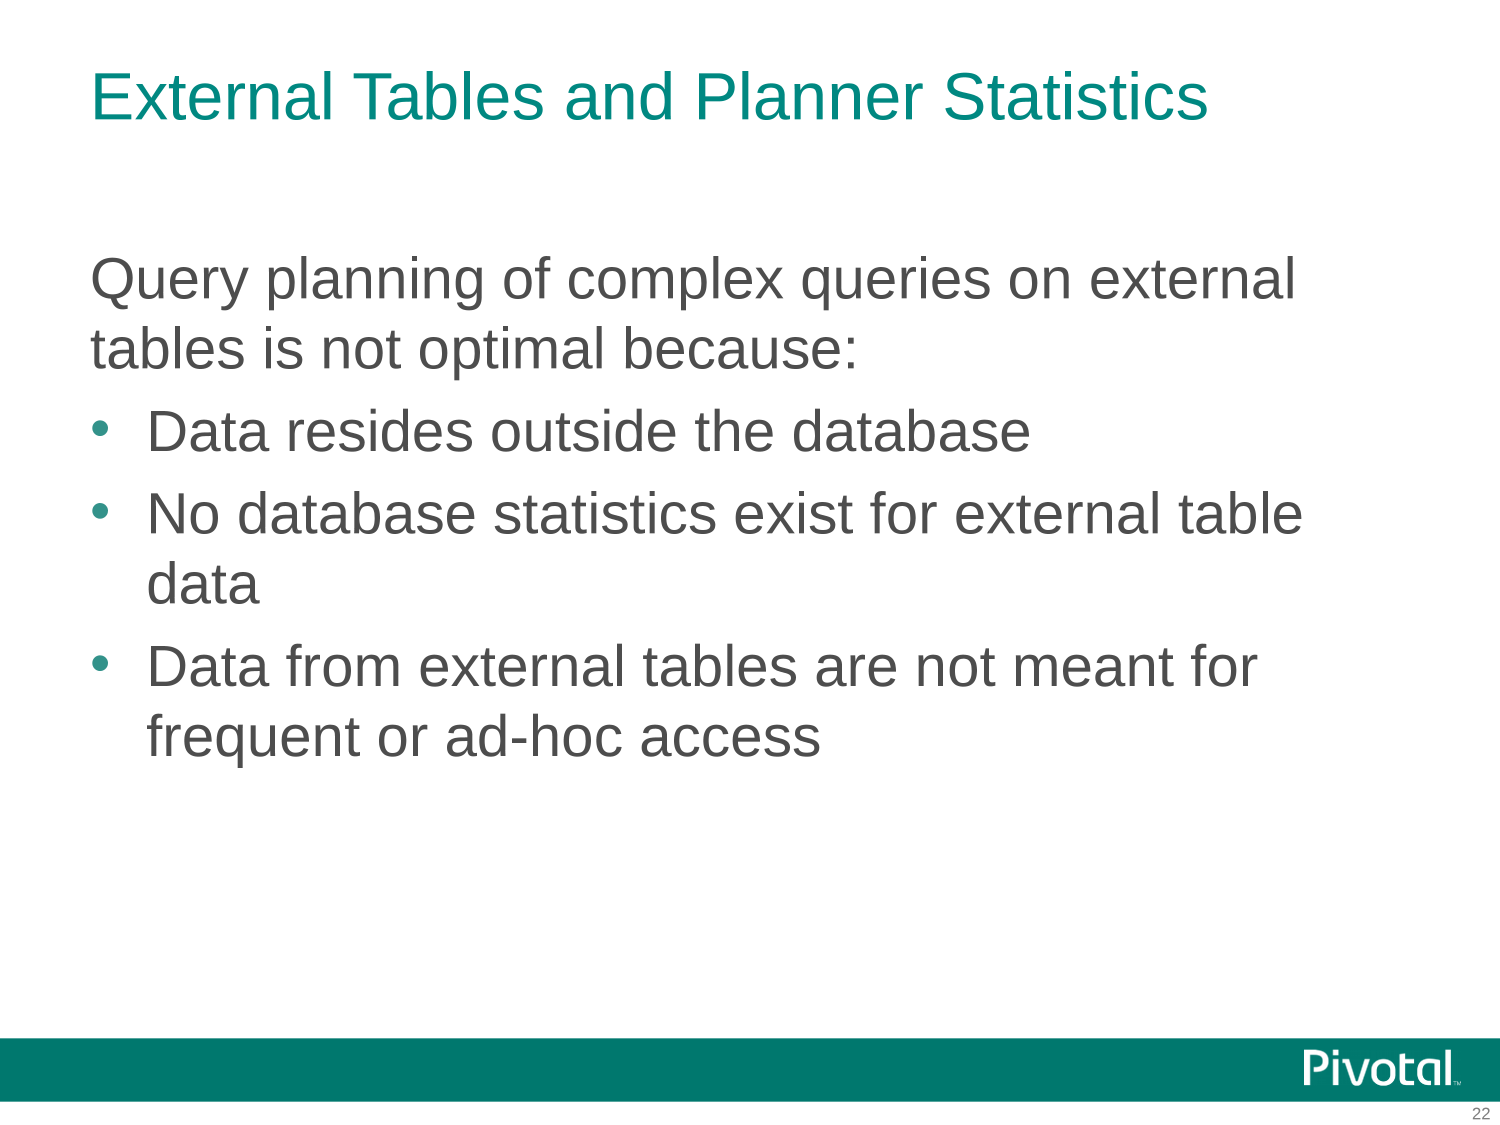 External Tables and Planner Statistics
Query planning of complex queries on external
tables is not optimal because:
• Data resides outside the database
• No database statistics exist for external table
data
• Data from external tables are not meant for
frequent or ad-hoc access
Pivotal™
22